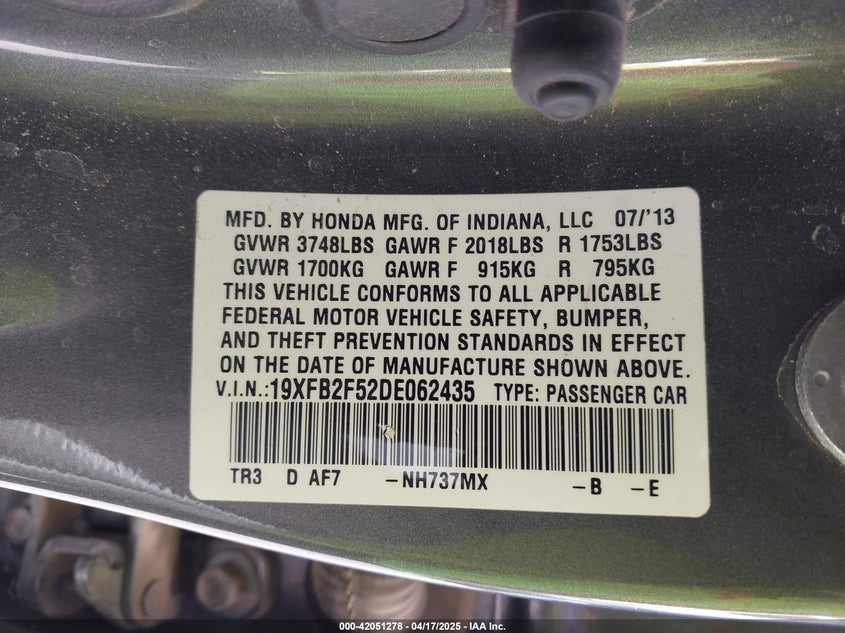 MFD. BY HONDA MFG. OF INDIANA, LLC 07/'13
GVWR 3748LBS GAWR F 2018LBS R 1753LBS
GVWR 1700KG GAWR F 915KG R 795KG
THIS VEHICLE CONFORMS TO ALL APPLICABLE
FEDERAL MOTOR VEHICLE SAFETY, BUMPER,
AND THEFT PREVENTION STANDARDS IN EFFECT
ON THE DATE OF MANUFACTURE SHOWN ABOVE.
V.I.N.:19XFB2F52DE062435 TYPE: PASSENGER CAR
TR3 D AF7 -NH737MX -B -E
000-42051278 - 04/17/2025 - IAA Inc.